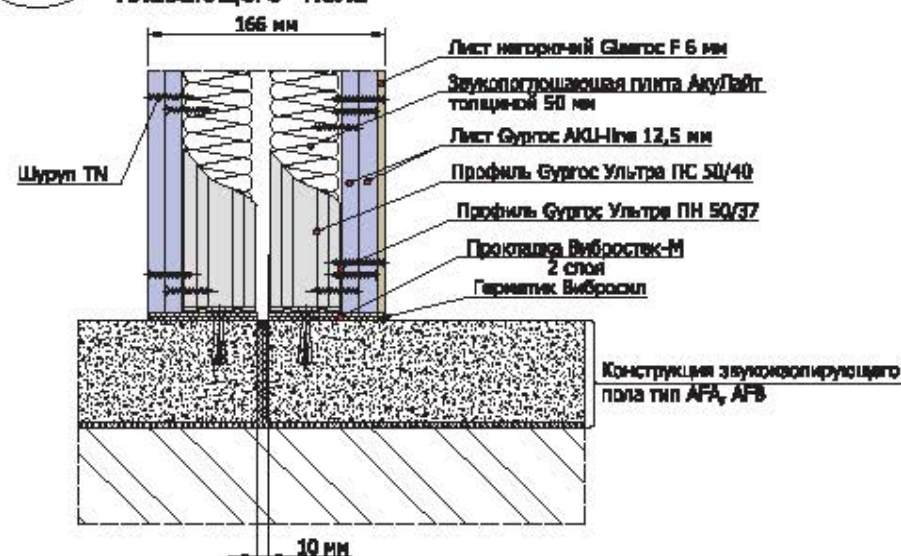 166 мм
Лист негорючий Glasroc F 6 мм
Звукопоглощающая плита АкуЛайт
толщиной 50 мм
Лист Gyproc AKU-line 12,5 мм
Шуруп TN
Профиль Gyproc Ультра ПС 50/40
Профиль Gyproc Ультра ПН 50/37
Прокладка Вибростек-М
2 слоя
Герметик Вибросил
Конструкция звукоизолирующего
пола тип AFA, AFB
10 мм